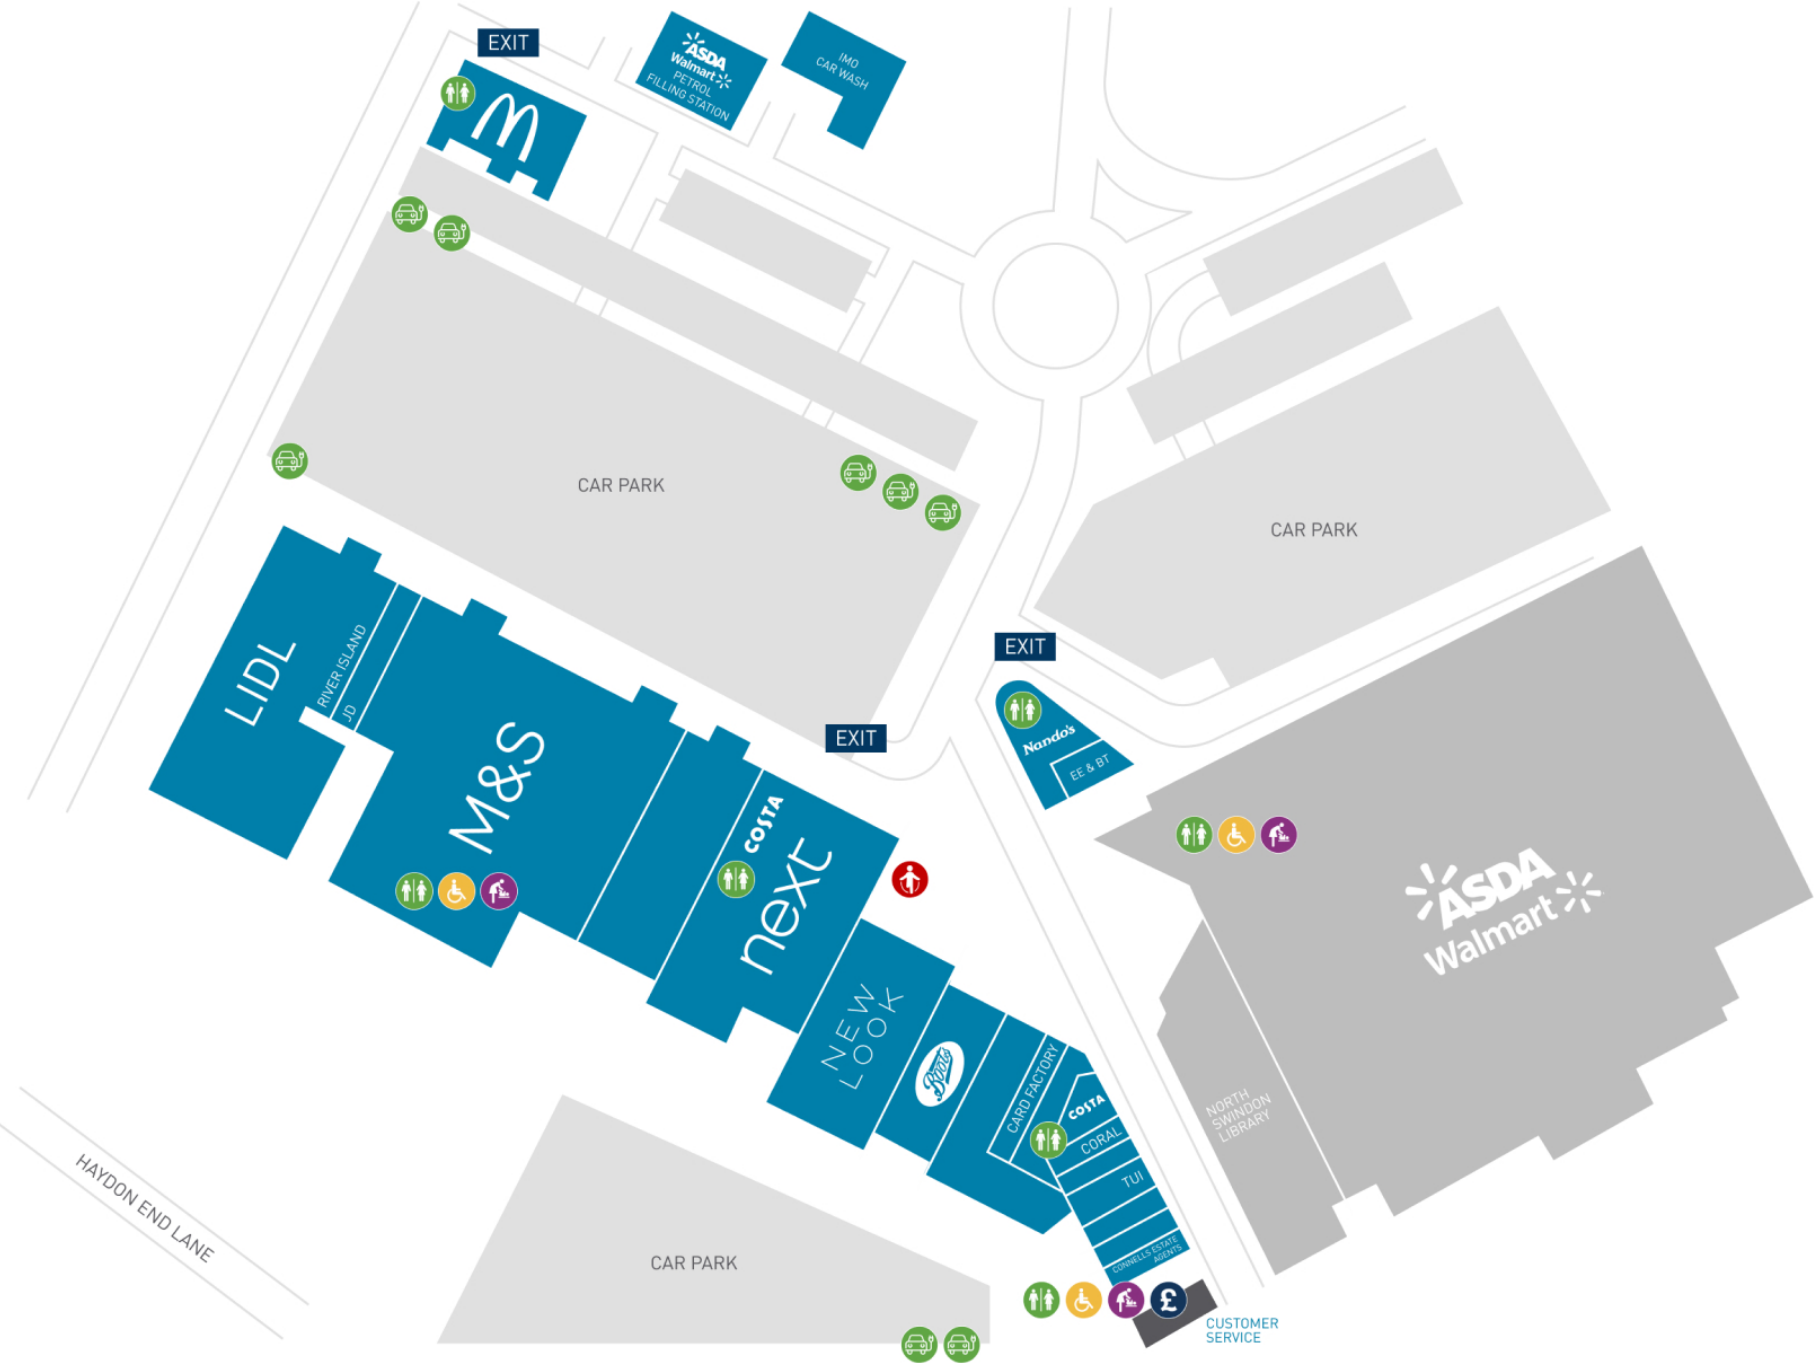 EXIT
ASDA
Walmart
PETROL
FILLING STATION
IMO
CAR WASH
CAR PARK
CAR PARK
LIDL
RIVER ISLAND
JD
M&S
EXIT
EXIT
Nando's
EE & BT
COSTA
next
ASDA
Walmart
NEW
LOOK
Boots
CARD FACTORY
COSTA
CORAL
TUI
CONNELLS ESTATE
AGENTS
NORTH
SWINDON
LIBRARY
HAYDON END LANE
CAR PARK
£
CUSTOMER
SERVICE